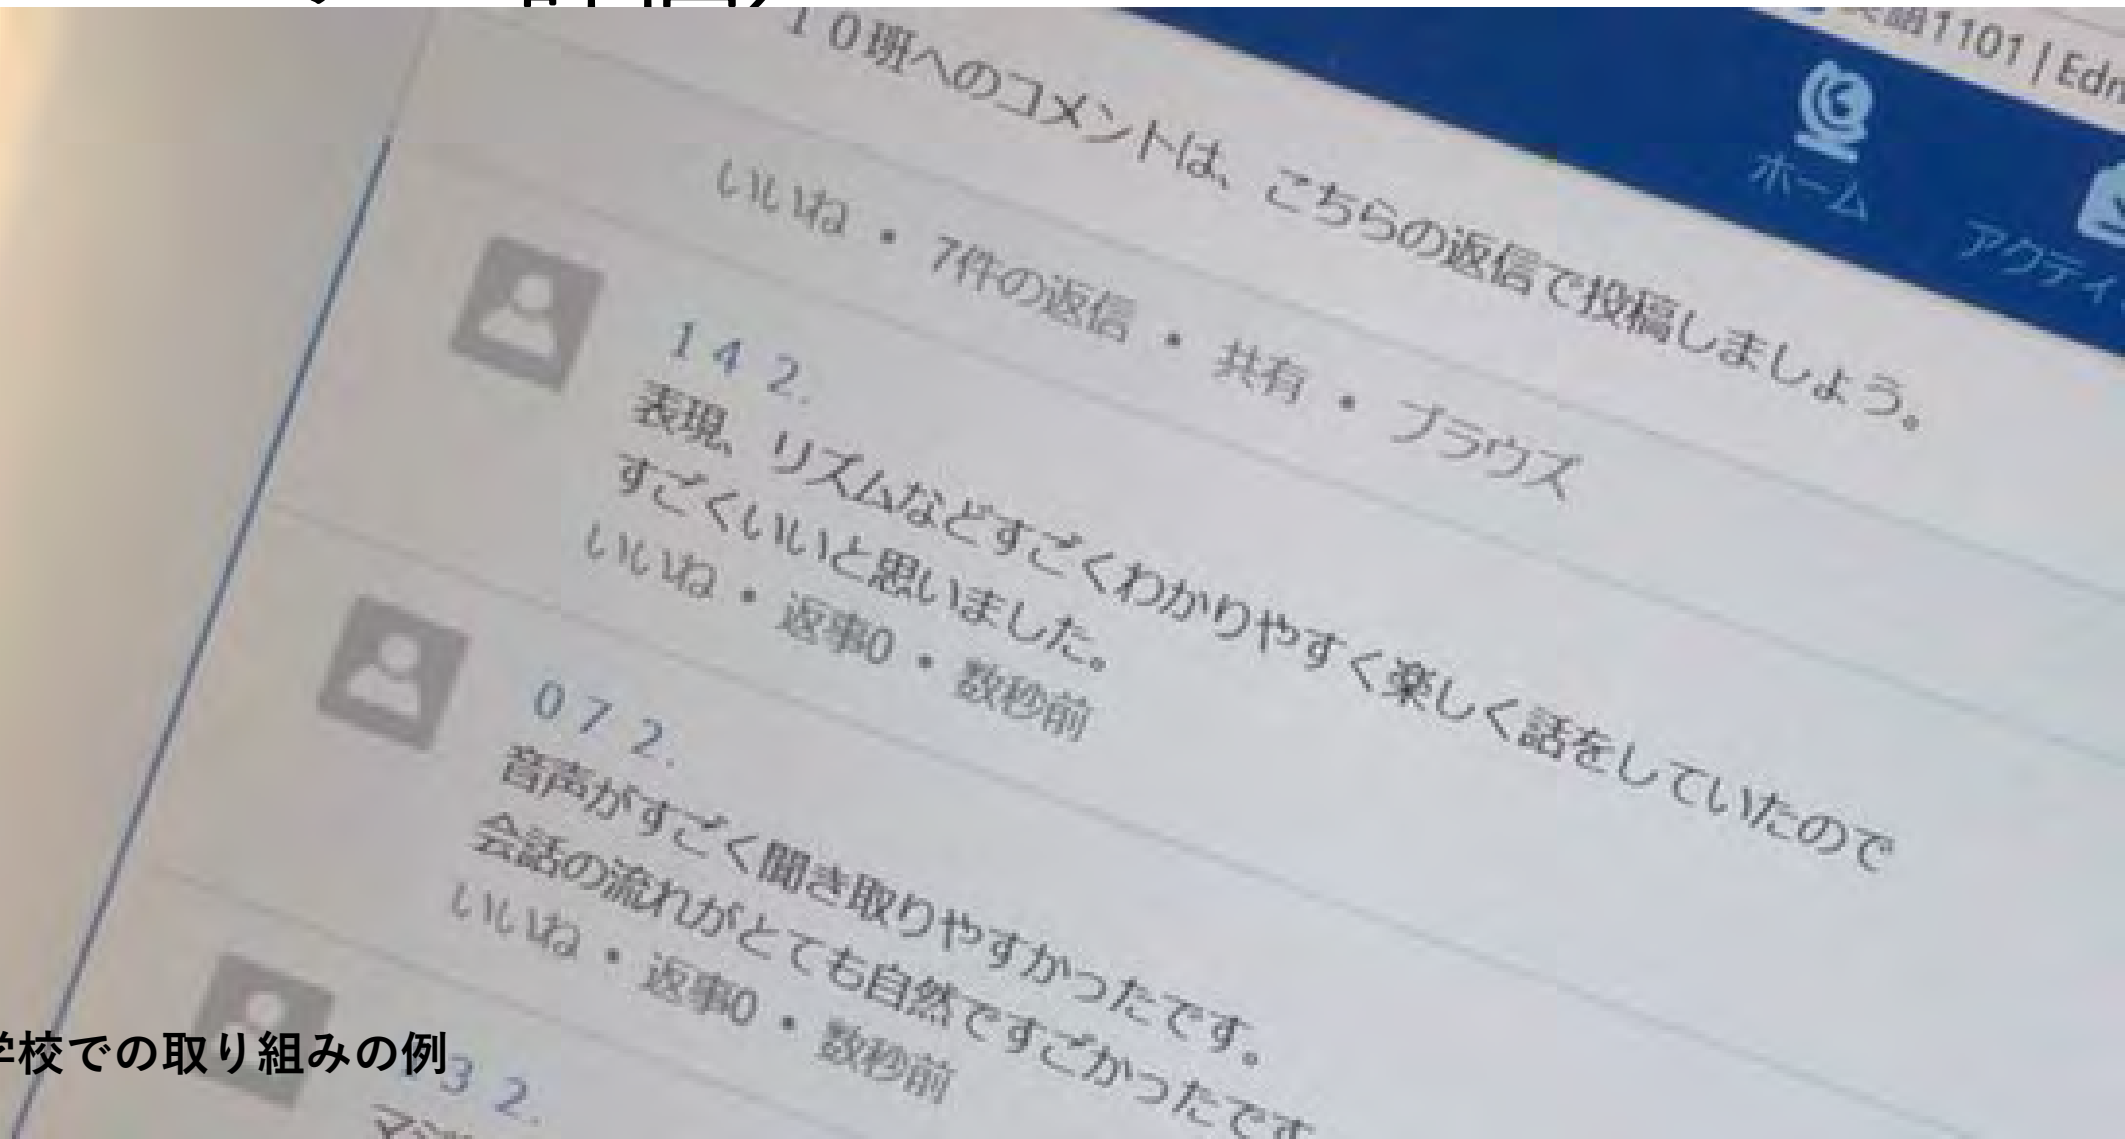 英語1101 | Edm
ホーム
アクティ
10班へのコメントは、こちらの返信で投稿しましょう。
いいね • 7件の返信 • 共有 • ブラウズ
142.
表現、リズムなどすごくわかりやすく楽しく話をしていたので
すごくいいと思いました。
いいね • 返事0 • 数秒前
072.
音声がすごく聞き取りやすかったです。
会話の流れがとても自然ですごかったです
いいね • 返事0 • 数秒前
32.
学校での取り組みの例